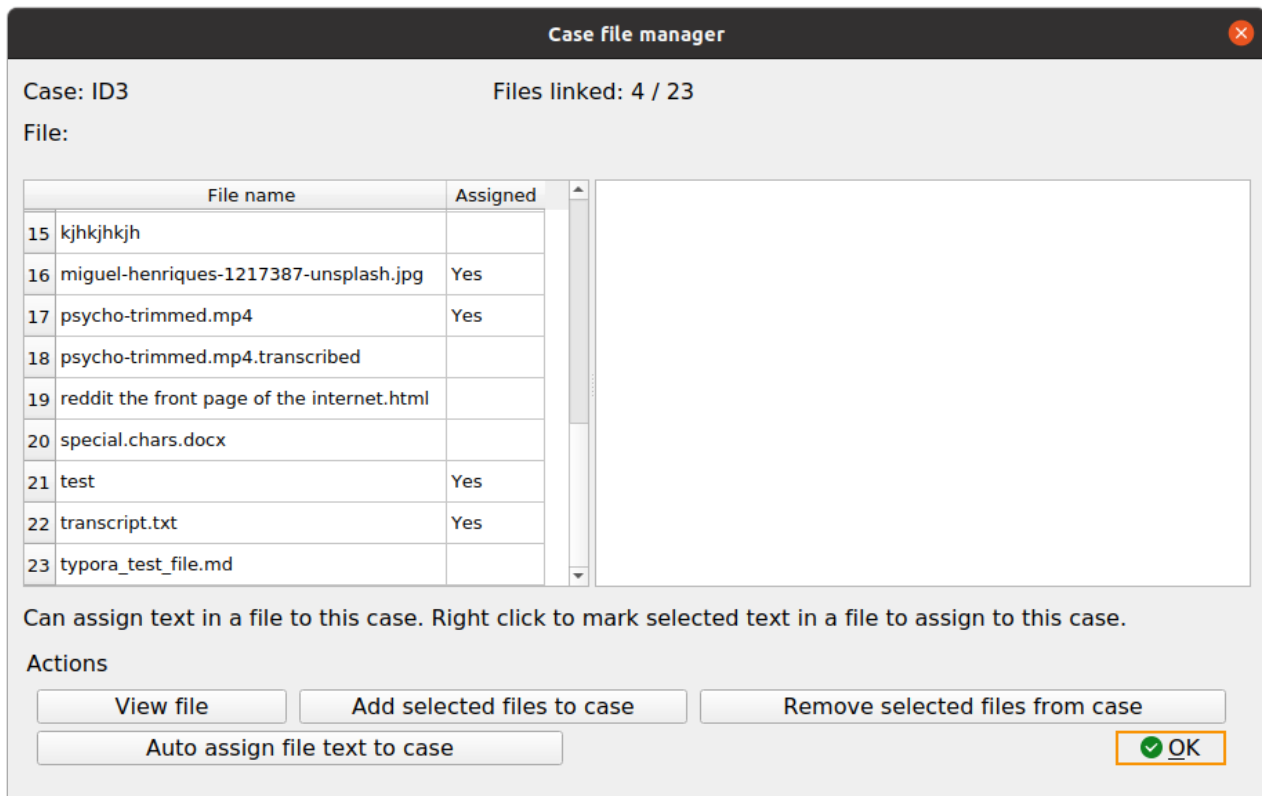 Case file manager
Case: ID3 Files linked: 4 / 23
File:
File name Assigned
15 kjhkjhkjh
16 miguel-henriques-1217387-unsplash.jpg Yes
17 psycho-trimmed.mp4 Yes
18 psycho-trimmed.mp4.transcribed
19 reddit the front page of the internet.html
20 special.chars.docx
21 test Yes
22 transcript.txt Yes
23 typora_test_file.md
Can assign text in a file to this case. Right click to mark selected text in a file to assign to this case.
Actions
View file Add selected files to case Remove selected files from case
Auto assign file text to case OK